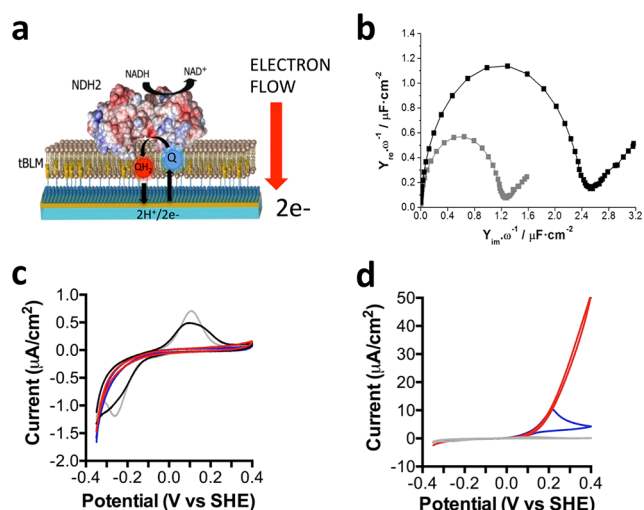 a
NDH2
NADH
NAD⁺
ELECTRON
FLOW
tBLM
QH₂
Q
2H⁺/2e-
2e-
b
Yre.ω⁻¹ / μF·cm⁻²
1.4
1.2
1.0
0.8
0.6
0.4
0.2
0.0
0.0 0.4 0.8 1.2 1.6 2.0 2.4 2.8 3.2
Yim.ω⁻¹ / μF·cm⁻²
c
Current (μA/cm²)
1.0
0.5
0.0
-0.5
-1.0
-1.5
-2.0
-0.4 -0.2 0.0 0.2 0.4
Potential (V vs SHE)
d
Current (μA/cm²)
50
40
30
20
10
0
-10
-0.4 -0.2 0.0 0.2 0.4
Potential (V vs SHE)